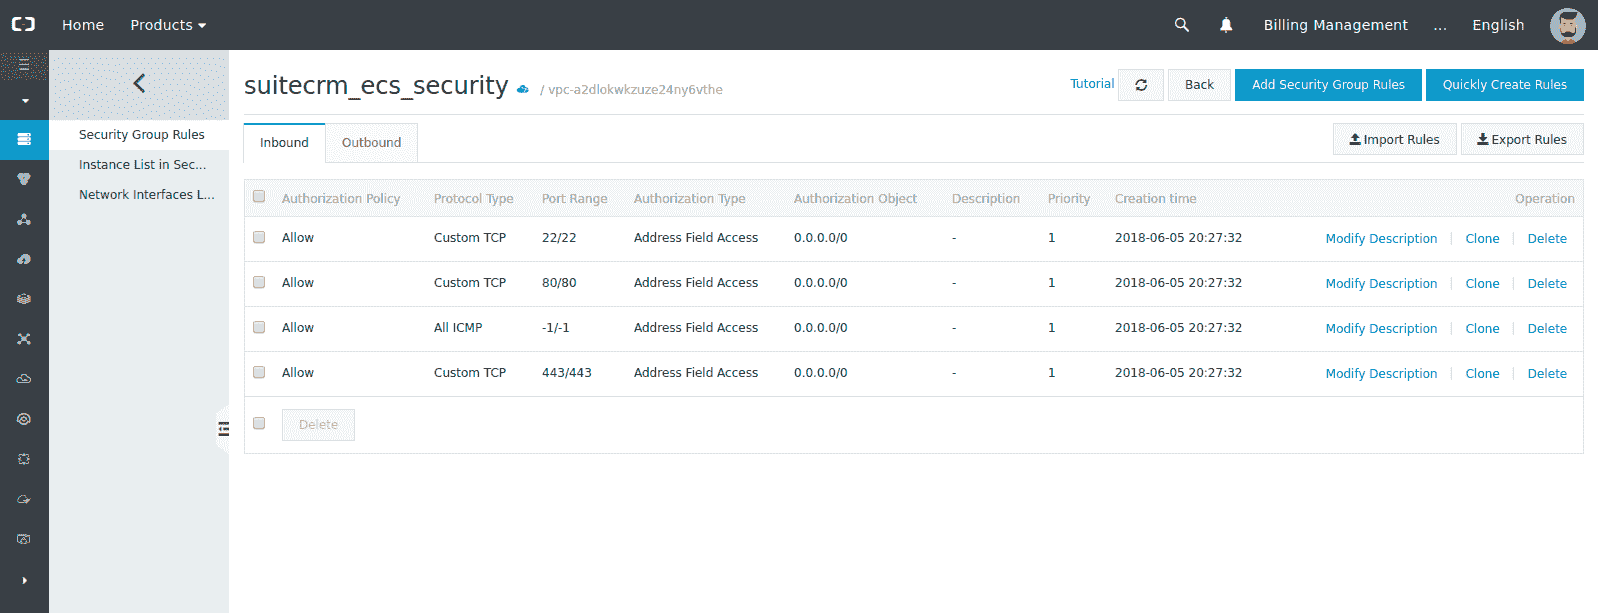 Home Products Billing Management ... English
suitecrm_ecs_security / vpc-a2dlokwkzuze24ny6vthe Tutorial Back Add Security Group Rules Quickly Create Rules
Security Group Rules
Instance List in Sec...
Network Interfaces L...
Inbound Outbound Import Rules Export Rules
Authorization Policy Protocol Type Port Range Authorization Type Authorization Object Description Priority Creation time Operation
Allow Custom TCP 22/22 Address Field Access 0.0.0.0/0 - 1 2018-06-05 20:27:32 Modify Description Clone Delete
Allow Custom TCP 80/80 Address Field Access 0.0.0.0/0 - 1 2018-06-05 20:27:32 Modify Description Clone Delete
Allow All ICMP -1/-1 Address Field Access 0.0.0.0/0 - 1 2018-06-05 20:27:32 Modify Description Clone Delete
Allow Custom TCP 443/443 Address Field Access 0.0.0.0/0 - 1 2018-06-05 20:27:32 Modify Description Clone Delete
Delete